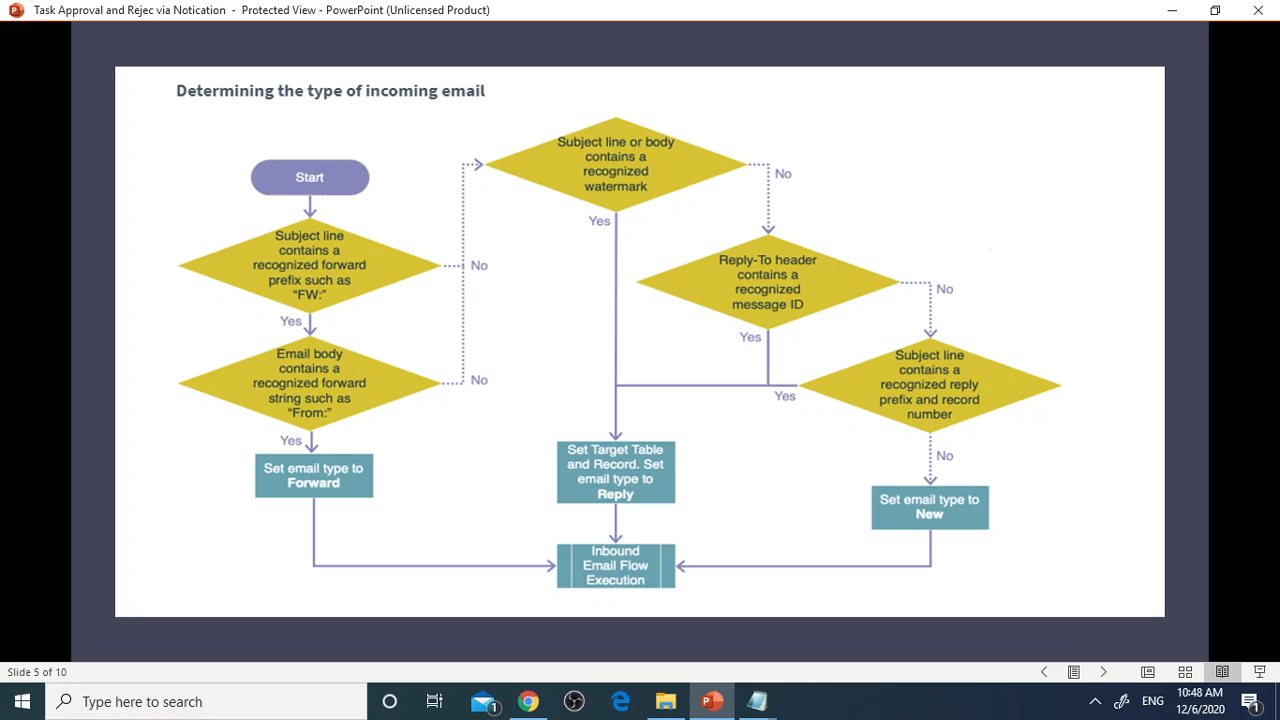 Task Approval and Rejec via Notication - Protected View - PowerPoint (Unlicensed Product)
Determining the type of incoming email
Start
Subject line
contains a
recognized forward
prefix such as
“FW:”
No
Yes
Email body
contains a
recognized forward
string such as
“From:”
No
Yes
Set email type to
Forward
Subject line or body
contains a
recognized
watermark
No
Yes
Reply-To header
contains a
recognized
message ID
No
Yes
Subject line
contains a
recognized reply
prefix and record
number
Yes
No
Set Target Table
and Record. Set
email type to
Reply
Set email type to
New
Inbound
Email Flow
Execution
Slide 5 of 10
Type here to search
1
ENG
10:48 AM
12/6/2020
1